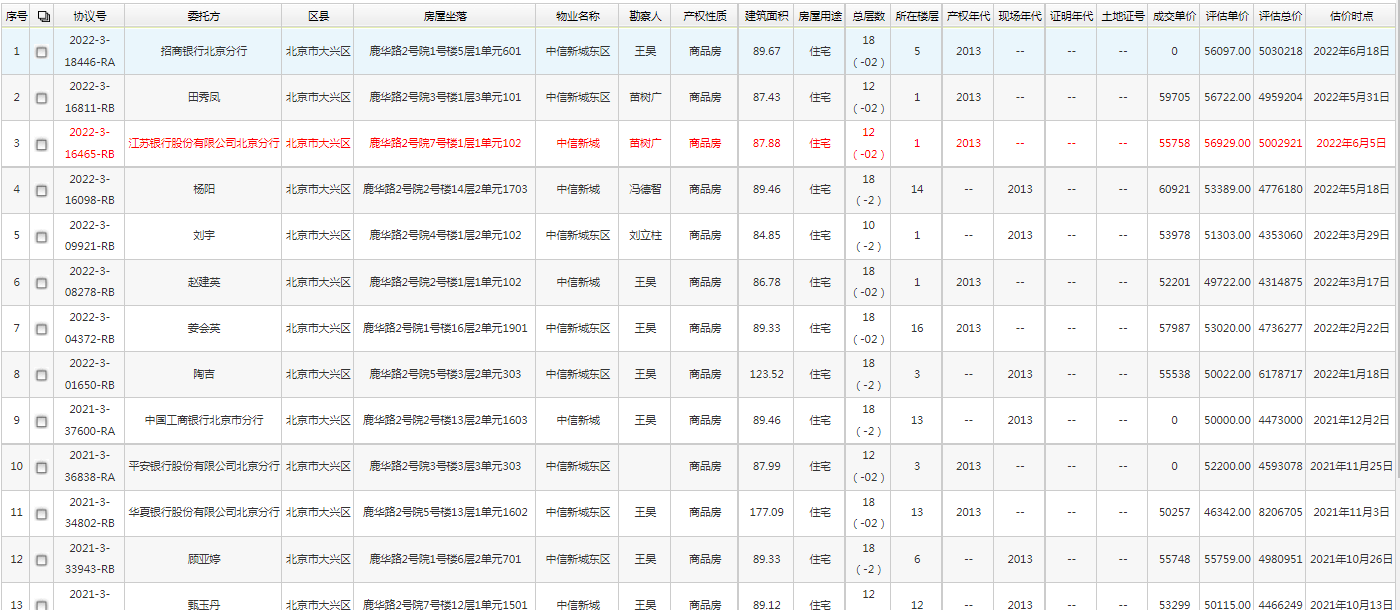 序号 协议号 委托方 区县 房屋坐落 物业名称 勘察人 产权性质 建筑面积 房屋用途 总层数 所在楼层 产权年代 现场年代 证明年代 土地证号 成交单价 评估单价 评估总价 估价时点
1 2022-3-18446-RA 招商银行北京分行 北京市大兴区 鹿华路2号院1号楼5层1单元601 中信新城东区 王昊 商品房 89.67 住宅 18 ( -02 ) 5 2013 -- -- -- 0 56097.00 5030218 2022年6月18日
2 2022-3-16811-RB 田秀凤 北京市大兴区 鹿华路2号院3号楼1层3单元101 中信新城东区 苗树广 商品房 87.43 住宅 12 ( -02 ) 1 2013 -- -- -- 59705 56722.00 4959204 2022年5月31日
3 2022-3-16465-RB 江苏银行股份有限公司北京分行 北京市大兴区 鹿华路2号院7号楼1层1单元102 中信新城 苗树广 商品房 87.88 住宅 12 ( -02 ) 1 2013 -- -- -- 55758 56929.00 5002921 2022年6月5日
4 2022-3-16098-RB 杨阳 北京市大兴区 鹿华路2号院2号楼14层2单元1703 中信新城 冯德智 商品房 89.46 住宅 18 ( -2 ) 14 -- 2013 -- -- 60921 53389.00 4776180 2022年5月18日
5 2022-3-09921-RB 刘宇 北京市大兴区 鹿华路2号院4号楼1层2单元102 中信新城东区 刘立柱 商品房 84.85 住宅 10 ( -2 ) 1 -- 2013 -- -- 53978 51303.00 4353060 2022年3月29日
6 2022-3-08278-RB 赵建英 北京市大兴区 鹿华路2号院2号楼1层1单元102 中信新城 王昊 商品房 86.78 住宅 18 ( -02 ) 1 2013 -- -- -- 52201 49722.00 4314875 2022年3月17日
7 2022-3-04372-RB 姜会英 北京市大兴区 鹿华路2号院1号楼16层2单元1901 中信新城东区 王昊 商品房 89.33 住宅 18 ( -02 ) 16 2013 -- -- -- 57987 53020.00 4736277 2022年2月22日
8 2022-3-01650-RB 陶吉 北京市大兴区 鹿华路2号院5号楼3层2单元303 中信新城东区 王昊 商品房 123.52 住宅 18 ( -2 ) 3 -- 2013 -- -- 55538 50022.00 6178717 2022年1月18日
9 2021-3-37600-RA 中国工商银行北京市分行 北京市大兴区 鹿华路2号院2号楼13层2单元1603 中信新城 王昊 商品房 89.46 住宅 18 ( -2 ) 13 -- 2013 -- -- 0 50000.00 4473000 2021年12月2日
10 2021-3-36838-RA 平安银行股份有限公司北京分行 北京市大兴区 鹿华路2号院3号楼3层3单元303 中信新城东区 商品房 87.99 住宅 12 ( -02 ) 3 2013 -- -- -- 0 52200.00 4593078 2021年11月25日
11 2021-3-34802-RB 华夏银行股份有限公司北京分行 北京市大兴区 鹿华路2号院5号楼13层1单元1602 中信新城东区 王昊 商品房 177.09 住宅 18 ( -02 ) 13 2013 -- -- -- 50257 46342.00 8206705 2021年11月3日
12 2021-3-33943-RB 顾亚婷 北京市大兴区 鹿华路2号院1号楼6层2单元701 中信新城东区 王昊 商品房 89.33 住宅 18 ( -2 ) 6 -- 2013 -- -- 55748 55759.00 4980951 2021年10月26日
13 2021-3- 甄玉丹 北京市大兴区 鹿华路2号院7号楼12层1单元1501 中信新城 王昊 商品房 89.12 住宅 12 12 -- 2013 -- -- 53299 50115.00 4466249 2021年10月13日